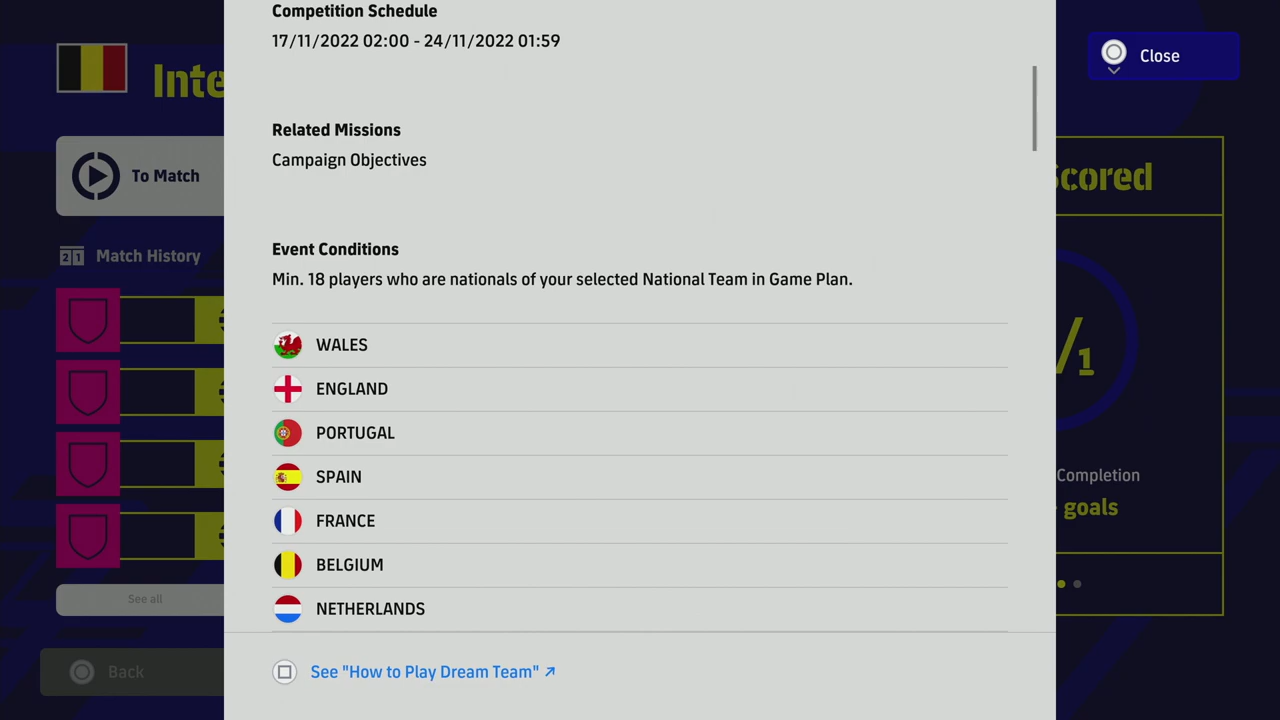 Competition Schedule
17/11/2022 02:00 - 24/11/2022 01:59
Close
Related Missions
Campaign Objectives
To Match
Match History
Event Conditions
Min. 18 players who are nationals of your selected National Team in Game Plan.
WALES
ENGLAND
PORTUGAL
SPAIN
FRANCE
BELGIUM
NETHERLANDS
/1
Completion
goals
See all
Back
See "How to Play Dream Team"